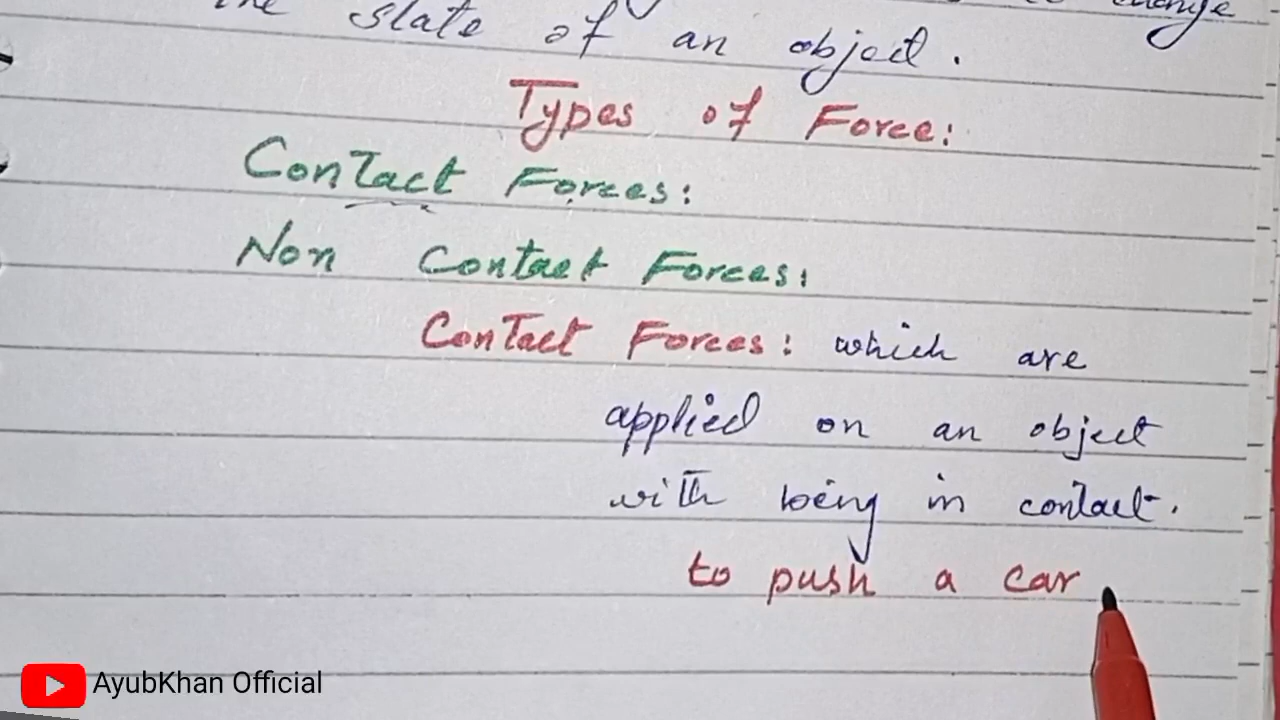 the state of an object.
Types of Force:
Contact Forces:
Non Contact Forces:
Contact Forces: which are
applied on an object
with being in contact.
to push a car
AyubKhan Official